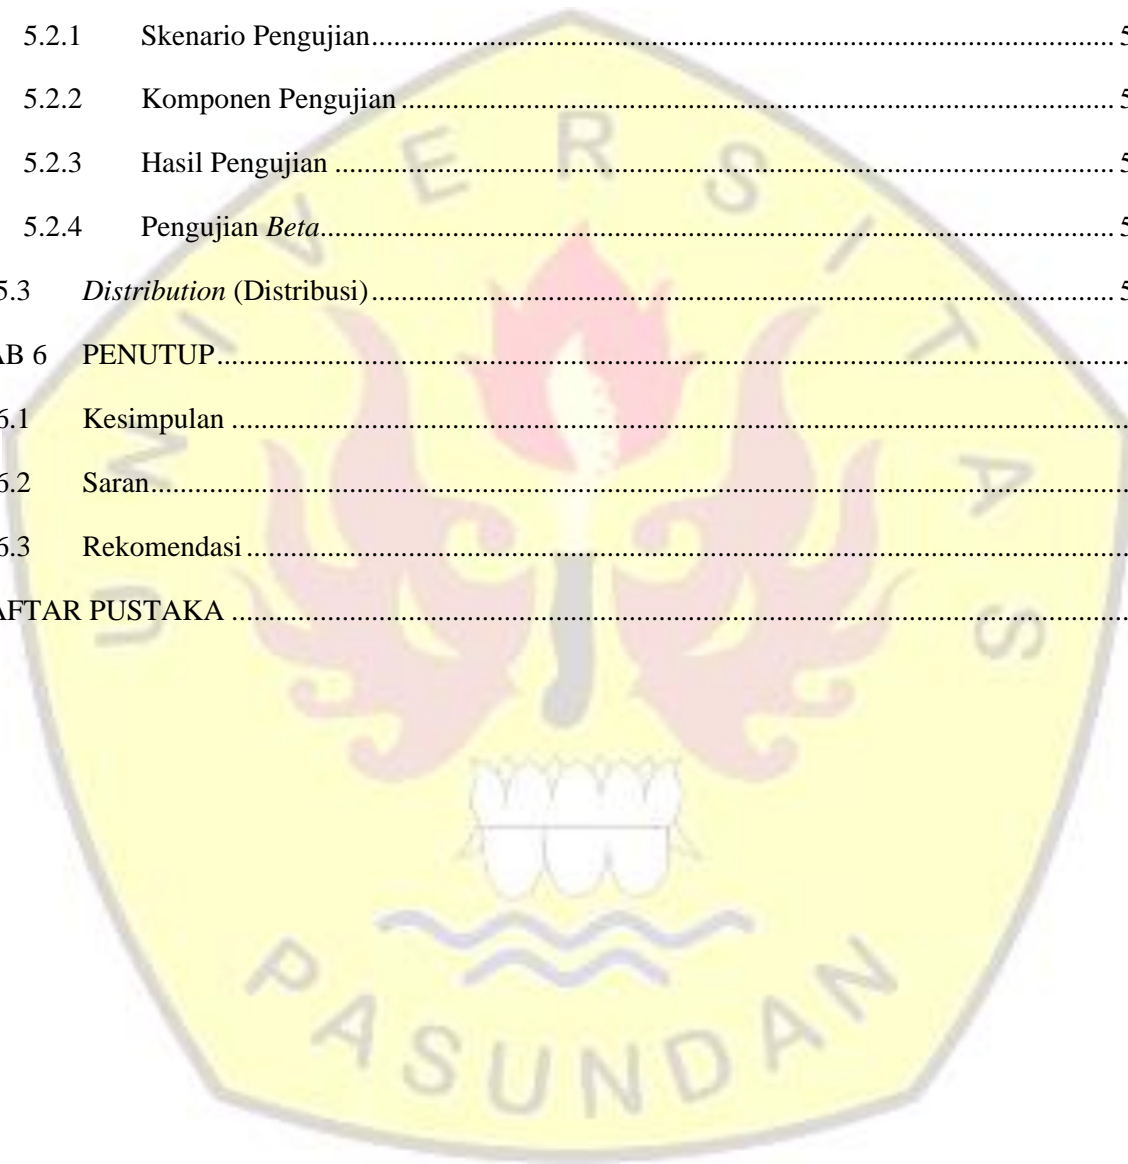 5.2.1 Skenario Pengujian.......... 5
5.2.2 Komponen Pengujian.......... 5
5.2.3 Hasil Pengujian.......... 5
5.2.4 Pengujian Beta.......... 5
5.3 Distribution (Distribusi).......... 5
AB 6 PENUTUP..........
6.1 Kesimpulan..........
6.2 Saran..........
6.3 Rekomendasi..........
AFTAR PUSTAKA..........
UNIVERSITAS
PASUNDAN